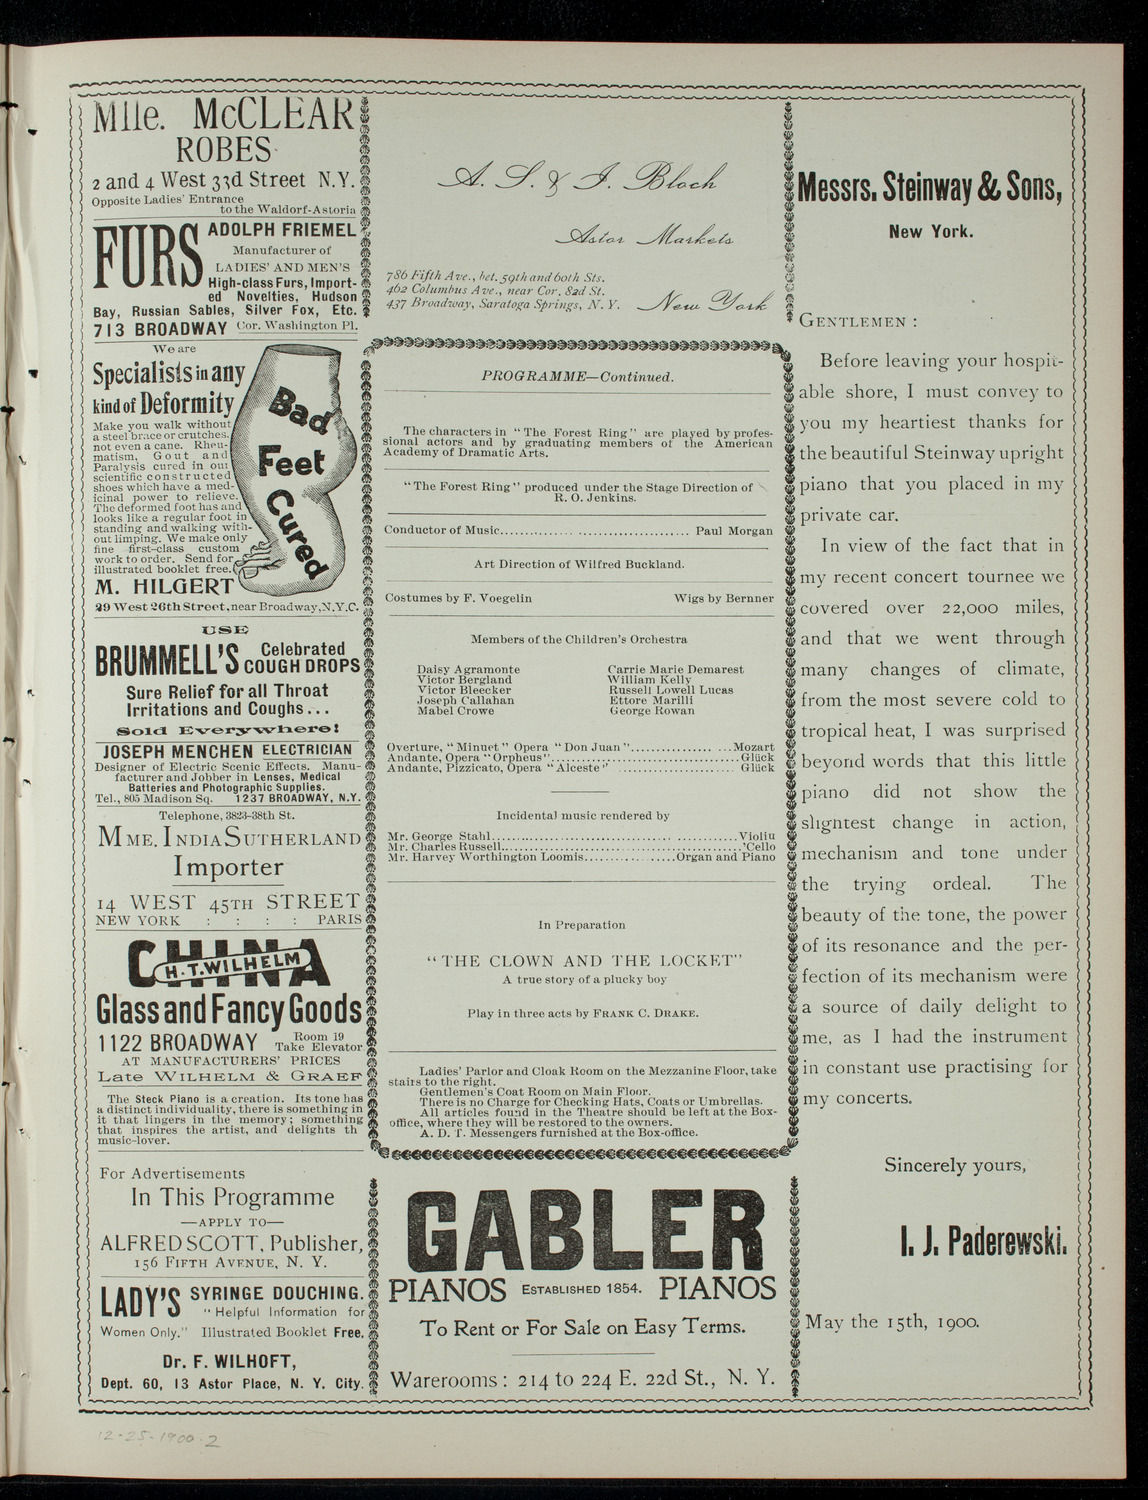 Mlle. McCLEAR
ROBES
2 and 4 West 33d Street N.Y.
Opposite Ladies' Entrance
to the Waldorf-Astoria
FURS
ADOLPH FRIEMEL
Manufacturer of
LADIES' AND MEN'S
High-class Furs, Import-
ed Novelties, Hudson
Bay, Russian Sables, Silver Fox, Etc.
713 BROADWAY Cor. Washington Pl.
We are
Specialists in any
kind of Deformity
Make you walk without
a steel brace or crutches.
not even a cane. Rheu-
matism, Gout and
Paralysis cured in our
scientific constructed
shoes which have a med-
icinal power to relieve.
The deformed foot has and
looks like a regular foot in
standing and walking with-
out limping. We make only
fine first-class custom
work to order. Send for
illustrated booklet free.
Bad
Feet
Cured
M. HILGERT
29 West 26th Street, near Broadway, N.Y.C.
USE
BRUMMELL'S Celebrated
COUGH DROPS
Sure Relief for all Throat
Irritations and Coughs...
Sold Everywhere!
JOSEPH MENCHEN ELECTRICIAN
Designer of Electric Scenic Effects. Manu-
facturer and Jobber in Lenses, Medical
Batteries and Photographic Supplies.
Tel., 805 Madison Sq. 1237 BROADWAY, N.Y.
Telephone, 3823-38th St.
MME. INDIA SUTHERLAND
Importer
14 WEST 45TH STREET
NEW YORK : : : : PARIS
CHINA
H.T.WILHELM
Glass and Fancy Goods
1122 BROADWAY Room 19
Take Elevator
AT MANUFACTURERS' PRICES
Late WILHELM & GRAEF
The Steck Piano is a creation. Its tone has
a distinct individuality, there is something in
it that lingers in the memory; something
that inspires the artist, and delights th
music-lover.
For Advertisements
In This Programme
—APPLY TO—
ALFRED SCOTT, Publisher,
156 FIFTH AVENUE, N. Y.
LADY'S SYRINGE DOUCHING.
"Helpful Information for
Women Only." Illustrated Booklet Free.
Dr. F. WILHOFT,
Dept. 60, 13 Astor Place, N. Y. City.
A. S. & J. Bloch
Astor Markets
786 Fifth Ave., bet. 59th and 60th Sts.
462 Columbus Ave., near Cor. 82d St.
437 Broadway, Saratoga Springs, N. Y.
New York
PROGRAMME—Continued.
The characters in "The Forest Ring" are played by profes-
sional actors and by graduating members of the American
Academy of Dramatic Arts.
"The Forest Ring" produced under the Stage Direction of
R. O. Jenkins.
Conductor of Music.......................................... Paul Morgan
Art Direction of Wilfred Buckland.
Costumes by F. Voegelin Wigs by Bernner
Members of the Children's Orchestra
Daisy Agramonte Carrie Marie Demarest
Victor Bergland William Kelly
Victor Bleecker Russell Lowell Lucas
Joseph Callahan Ettore Marilli
Mabel Crowe George Rowan
Overture, "Minuet" Opera "Don Juan"...................Mozart
Andante, Opera "Orpheus"...................................Glück
Andante, Pizzicato, Opera "Alceste" ...................... Glück
Incidental music rendered by
Mr. George Stahl..............................................Violiu
Mr. Charles Russell............................................'Cello
Mr. Harvey Worthington Loomis.................Organ and Piano
In Preparation
"THE CLOWN AND THE LOCKET"
A true story of a plucky boy
Play in three acts by FRANK C. DRAKE.
Ladies' Parlor and Cloak Room on the Mezzanine Floor, take
stairs to the right.
Gentlemen's Coat Room on Main Floor.
There is no Charge for Checking Hats, Coats or Umbrellas.
All articles found in the Theatre should be left at the Box-
office, where they will be restored to the owners.
A. D. T. Messengers furnished at the Box-office.
GABLER
PIANOS ESTABLISHED 1854. PIANOS
To Rent or For Sale on Easy Terms.
Warerooms: 214 to 224 E. 22d St., N. Y.
Messrs. Steinway & Sons,
New York.
GENTLEMEN :
Before leaving your hospit-
able shore, I must convey to
you my heartiest thanks for
the beautiful Steinway upright
piano that you placed in my
private car.
In view of the fact that in
my recent concert tournee we
covered over 22,000 miles,
and that we went through
many changes of climate,
from the most severe cold to
tropical heat, I was surprised
beyond words that this little
piano did not show the
slightest change in action,
mechanism and tone under
the trying ordeal. The
beauty of the tone, the power
of its resonance and the per-
fection of its mechanism were
a source of daily delight to
me, as I had the instrument
in constant use practising for
my concerts.
Sincerely yours,
I. J. Paderewski.
May the 15th, 1900.
12-25-1900-2